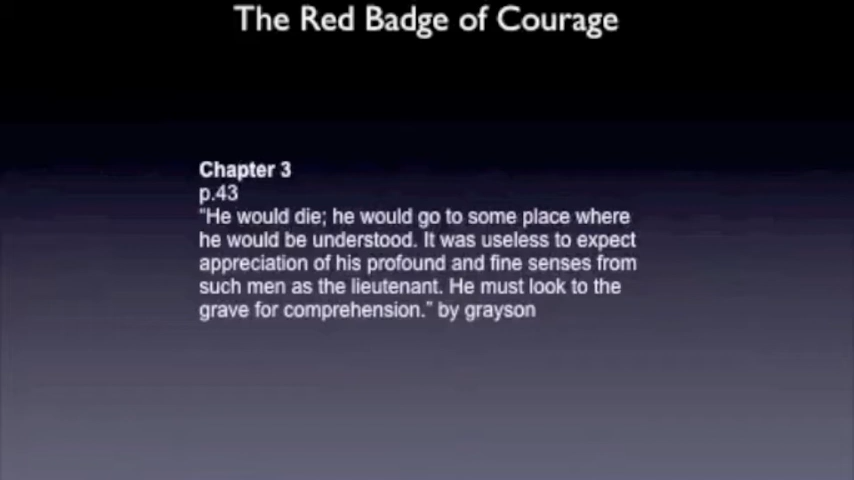 The Red Badge of Courage
Chapter 3
p.43
“He would die; he would go to some place where
he would be understood. It was useless to expect
appreciation of his profound and fine senses from
such men as the lieutenant. He must look to the
grave for comprehension.” by grayson